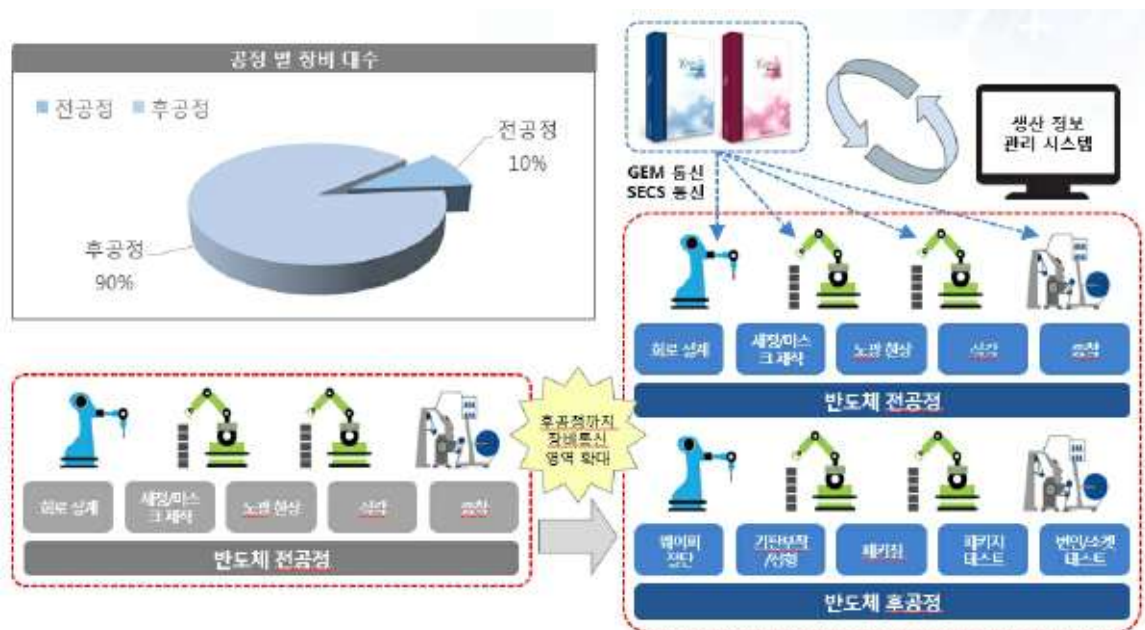 공정 별 장비 대수
전공정 후공정
전공정
10%
후공정
90%
GEM 통신
SECS 통신
생산 정보
관리 시스템
회로 설계
세정/마스
크 제작
노광 현상
식각
증착
반도체 전공정
후공정까지
장비통신
영역 확대
회로 설계
세정/마스
크 제작
노광 현상
식각
증착
반도체 전공정
웨이퍼
절단
기판부착
/성형
패키징
패키지
테스트
번인/소켓
테스트
반도체 후공정